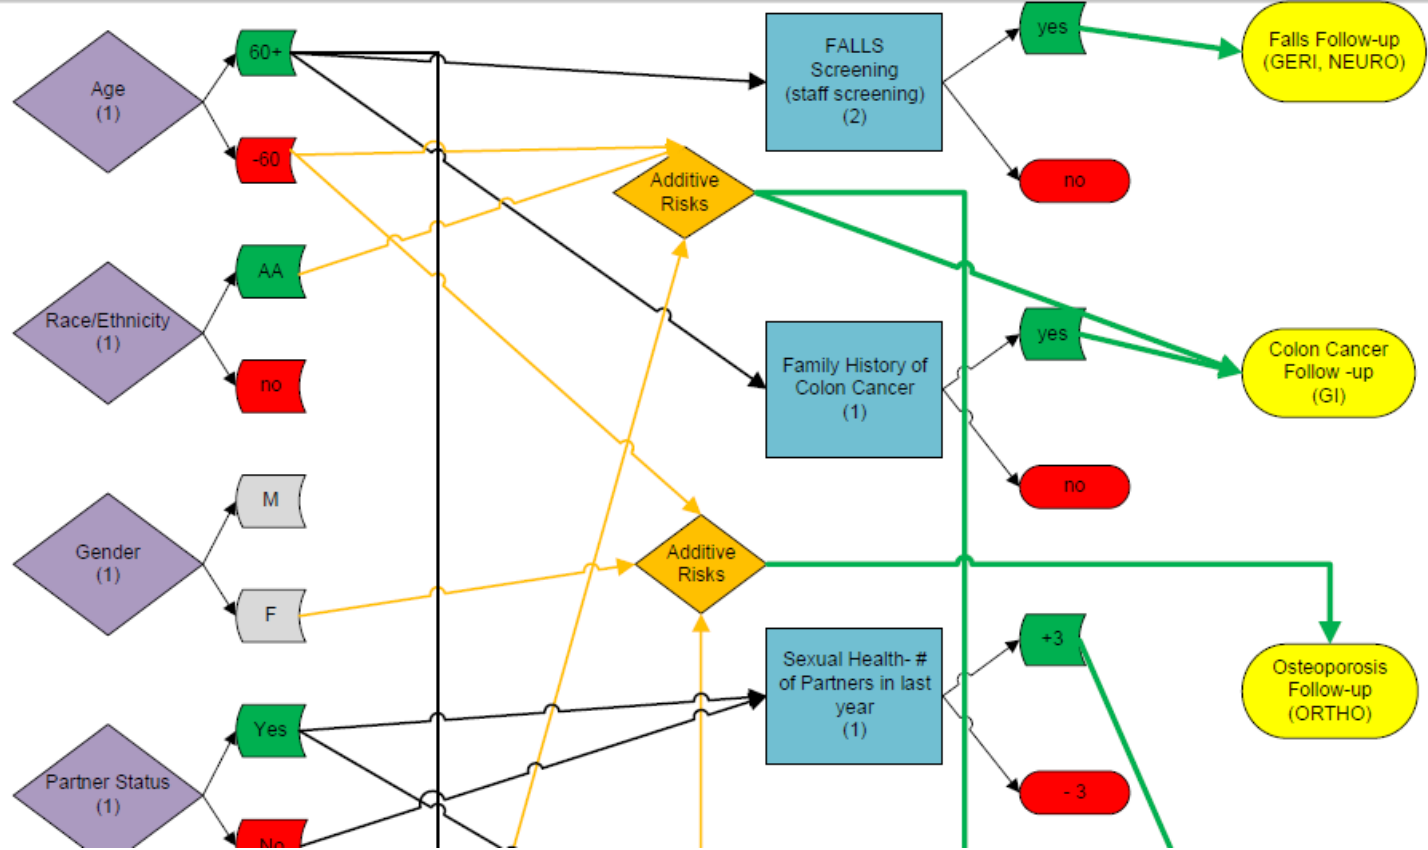 Age
(1)
60+
-60
FALLS
Screening
(staff screening)
(2)
yes
no
Falls Follow-up
(GERI, NEURO)
Additive
Risks
Race/Ethnicity
(1)
AA
no
Family History of
Colon Cancer
(1)
yes
no
Colon Cancer
Follow -up
(GI)
Gender
(1)
M
F
Additive
Risks
Sexual Health- #
of Partners in last
year
(1)
+3
- 3
Osteoporosis
Follow-up
(ORTHO)
Partner Status
(1)
Yes
No